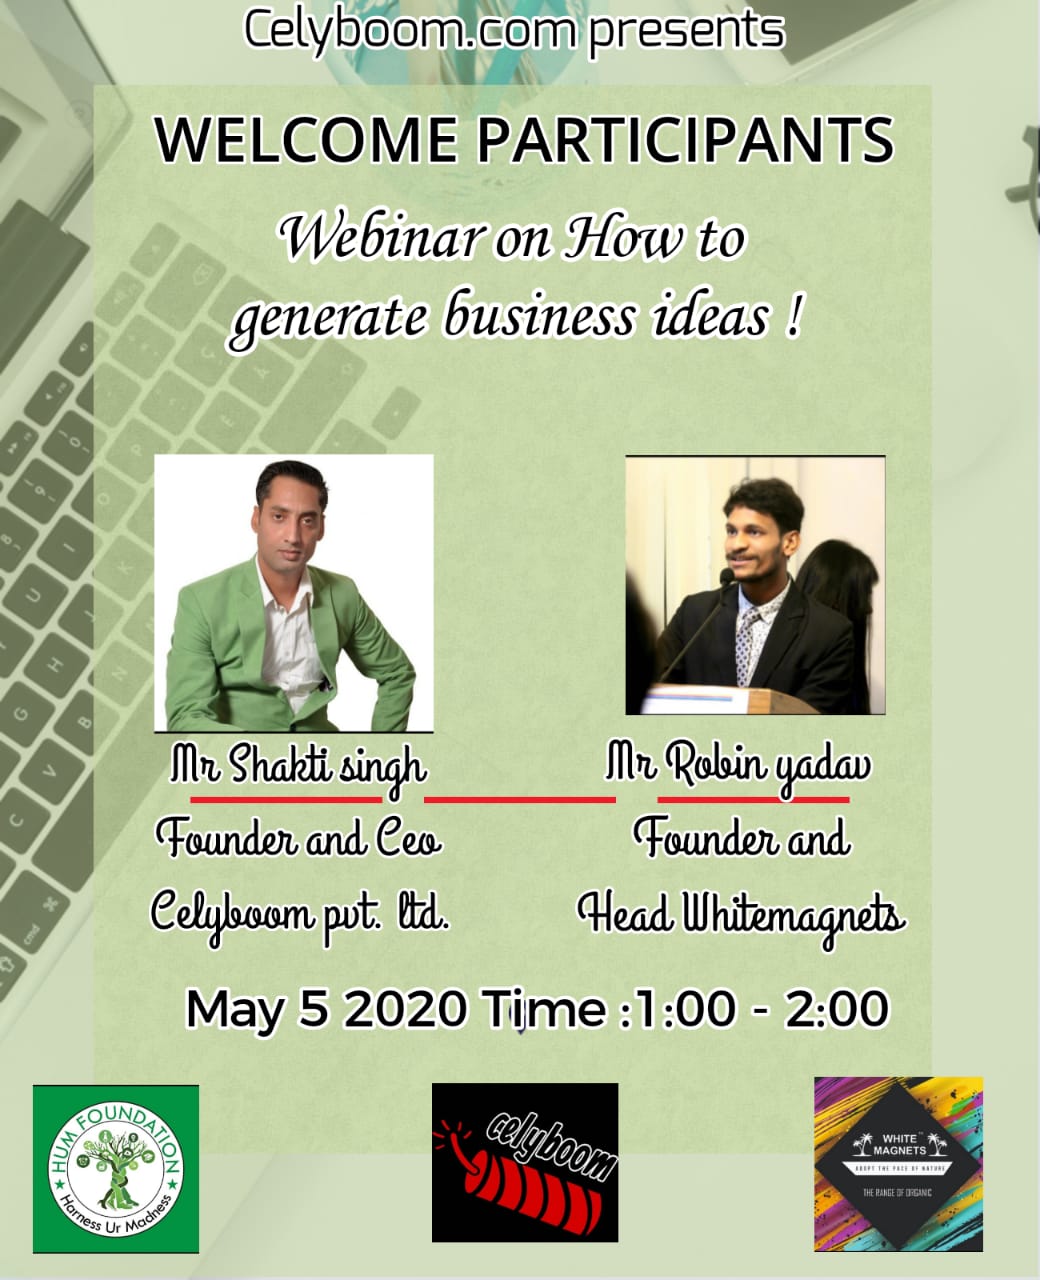 Celyboom.com presents
WELCOME PARTICIPANTS
Webinar on How to
generate business ideas !
Mr Shakti singh
Founder and Ceo
Celyboom pvt. ltd.
Mr Robin yadav
Founder and
Head Whitemagnets
May 5 2020 Time :1:00 - 2:00
HUM FOUNDATION
Harness Ur Madness
celyboom
WHITE
MAGNETS
ADOPT THE PACE OF NATURE
THE RANGE OF ORGANIC